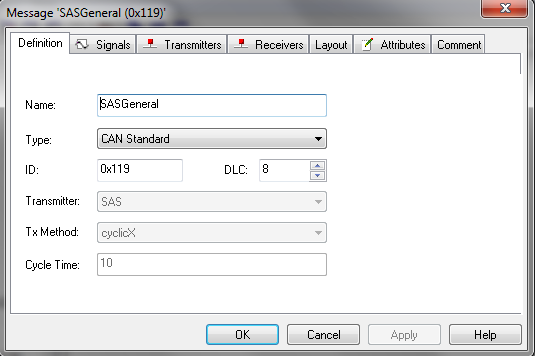 Message 'SASGeneral (0x119)'
Definition Signals Transmitters Receivers Layout Attributes Comment
Name: SASGeneral
Type: CAN Standard
ID: 0x119 DLC: 8
Transmitter: SAS
Tx Method: cyclicX
Cycle Time: 10
OK Cancel Apply Help